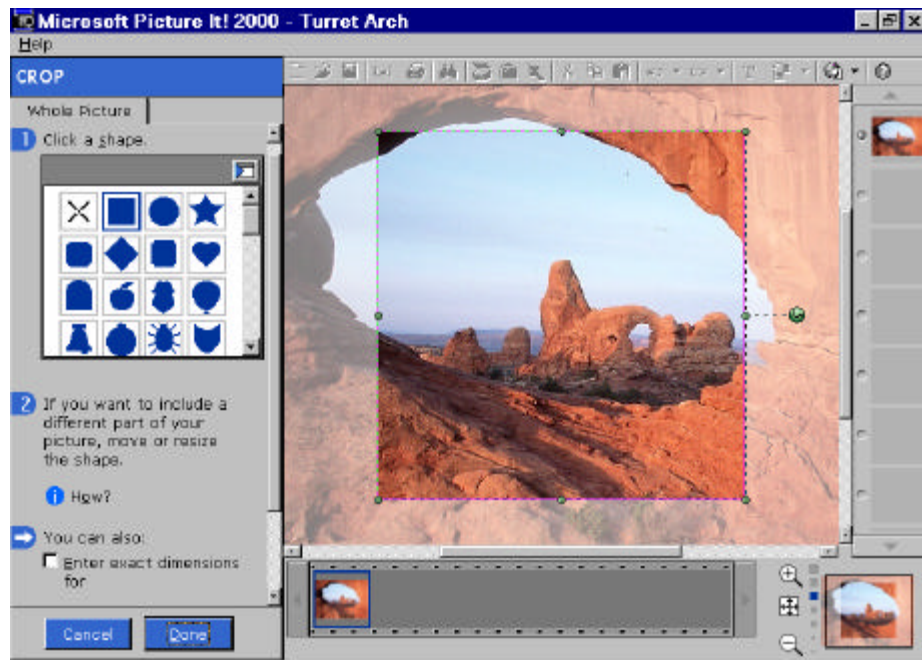 Microsoft Picture It! 2000 - Turret Arch
Help
CROP
Whole Picture
1 Click a shape.
2 If you want to include a
different part of your
picture, move or resize
the shape.
i How?
You can also:
Enter exact dimensions
for
Cancel
Done